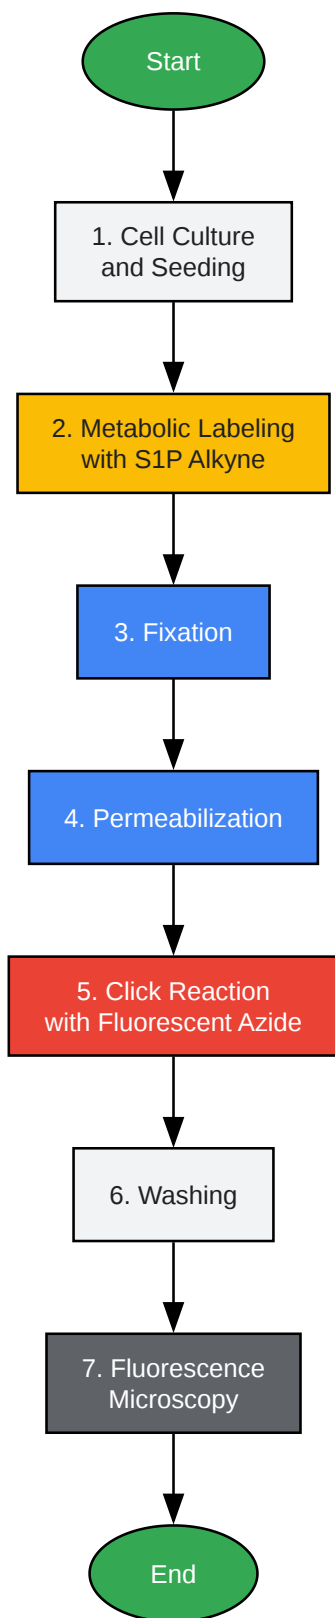 Start
1. Cell Culture
and Seeding
2. Metabolic Labeling
with S1P Alkyne
3. Fixation
4. Permeabilization
5. Click Reaction
with Fluorescent Azide
6. Washing
7. Fluorescence
Microscopy
End